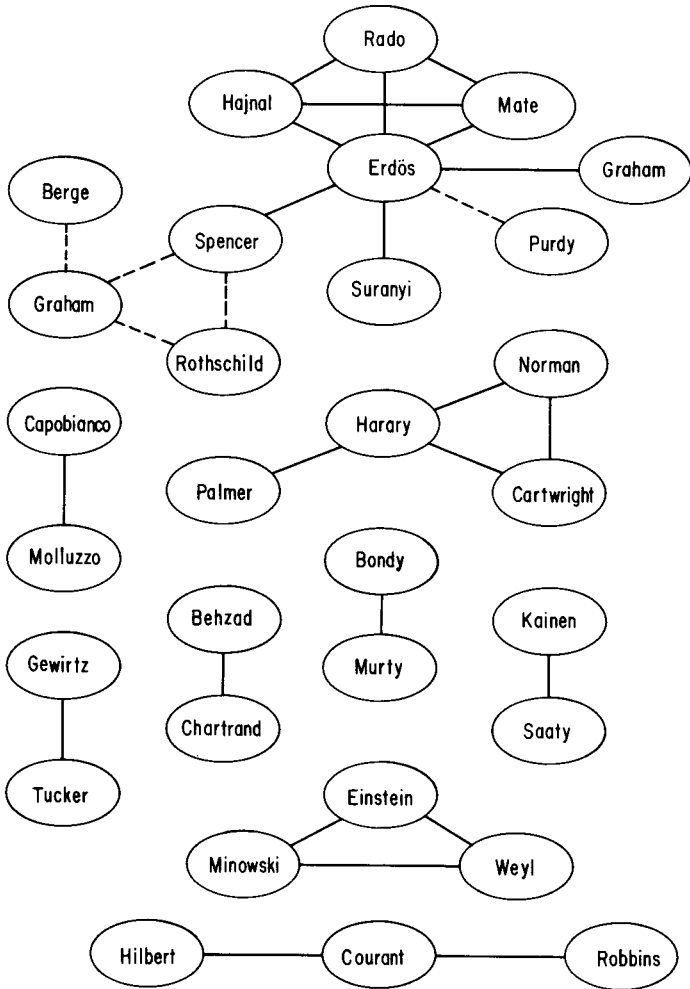 Rado
Hajnal
Mate
Erdös
Graham
Berge
Spencer
Purdy
Graham
Suranyi
Rothschild
Norman
Capobianco
Harary
Palmer
Cartwright
Molluzzo
Bondy
Behzad
Kainen
Gewirtz
Murty
Chartrand
Saaty
Tucker
Einstein
Minowski
Weyl
Hilbert
Courant
Robbins